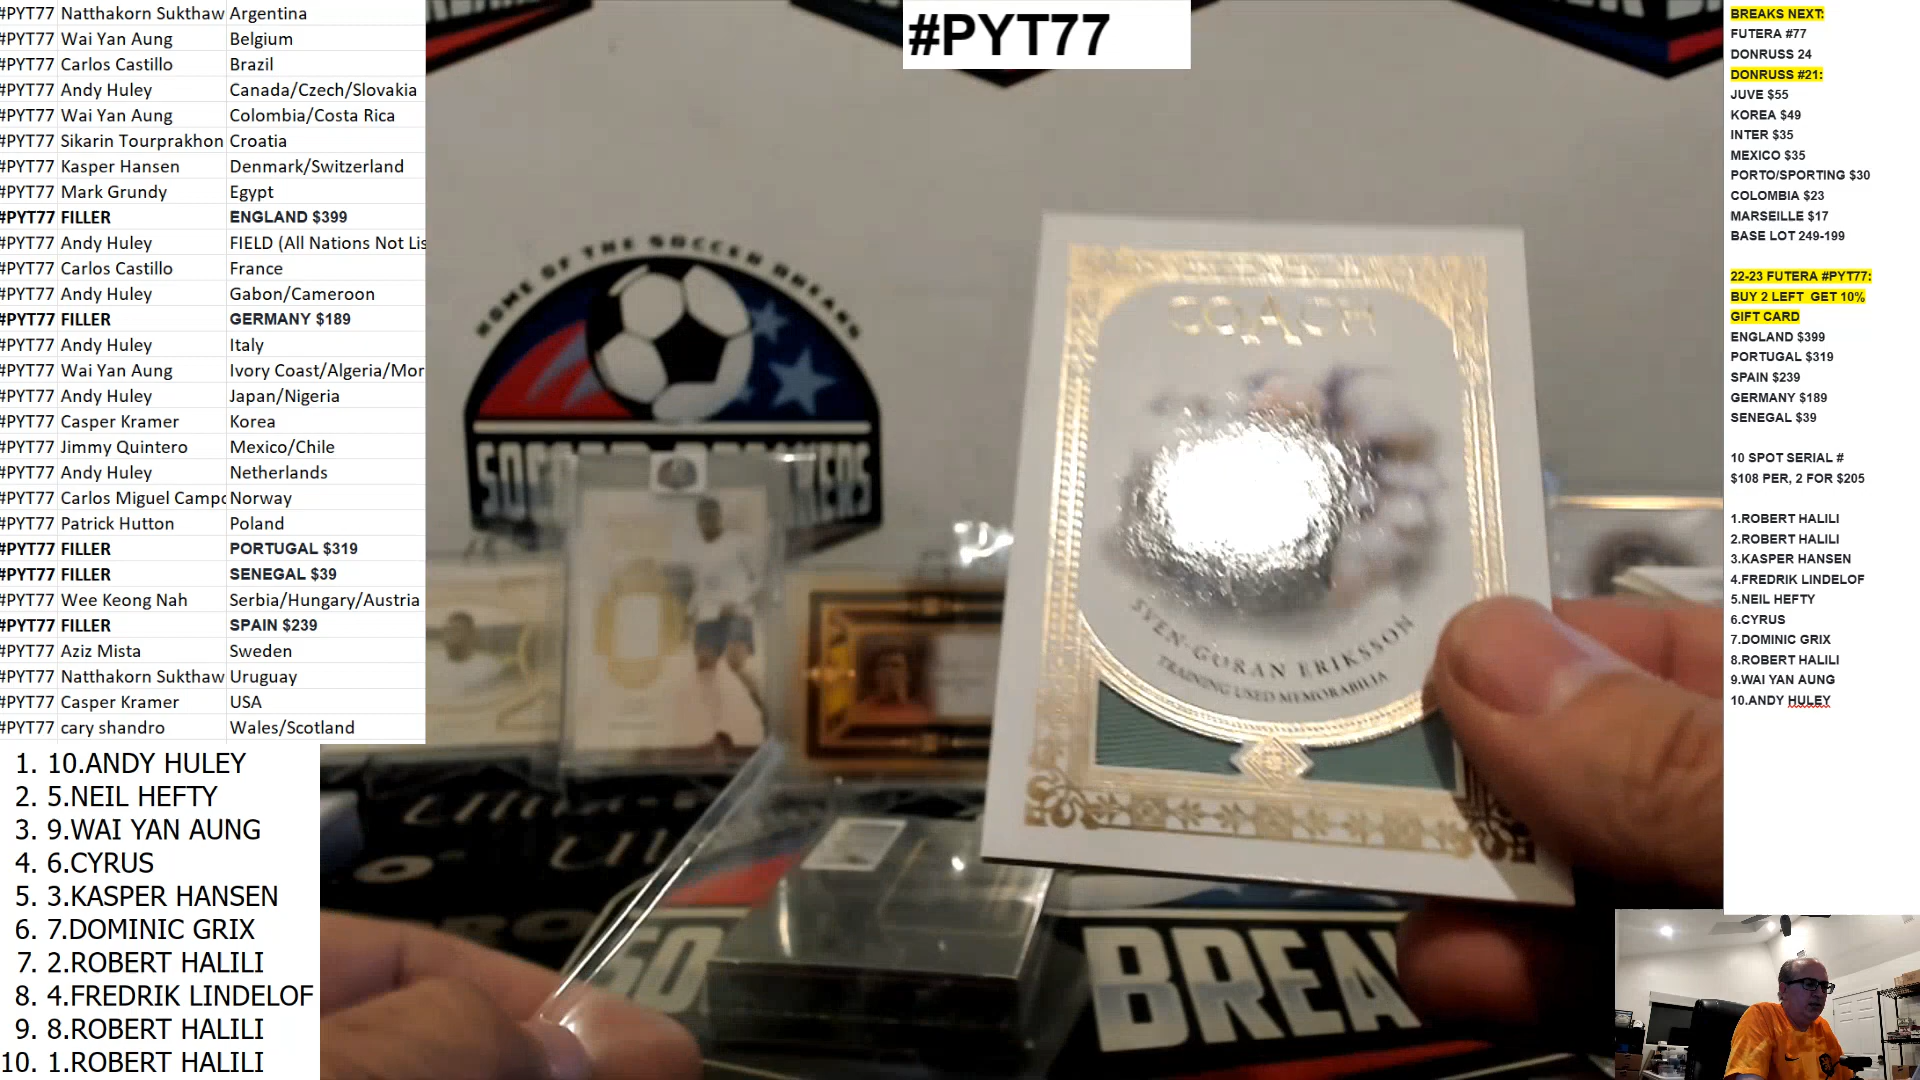 #PYT77 Natthakorn Sukthaw Argentina
#PYT77 Wai Yan Aung Belgium
#PYT77 Carlos Castillo Brazil
#PYT77 Andy Huley Canada/Czech/Slovakia
#PYT77 Wai Yan Aung Colombia/Costa Rica
#PYT77 Sikarin Tourprakhon Croatia
#PYT77 Kasper Hansen Denmark/Switzerland
#PYT77 Mark Grundy Egypt
#PYT77 FILLER ENGLAND $399
#PYT77 Andy Huley FIELD (All Nations Not Lis
#PYT77 Carlos Castillo France
#PYT77 Andy Huley Gabon/Cameroon
#PYT77 FILLER GERMANY $189
#PYT77 Andy Huley Italy
#PYT77 Wai Yan Aung Ivory Coast/Algeria/Mor
#PYT77 Andy Huley Japan/Nigeria
#PYT77 Casper Kramer Korea
#PYT77 Jimmy Quintero Mexico/Chile
#PYT77 Andy Huley Netherlands
#PYT77 Carlos Miguel Campo Norway
#PYT77 Patrick Hutton Poland
#PYT77 FILLER PORTUGAL $319
#PYT77 FILLER SENEGAL $39
#PYT77 Wee Keong Nah Serbia/Hungary/Austria
#PYT77 FILLER SPAIN $239
#PYT77 Aziz Mista Sweden
#PYT77 Natthakorn Sukthaw Uruguay
#PYT77 Casper Kramer USA
#PYT77 cary shandro Wales/Scotland
1. 10.ANDY HULEY
2. 5.NEIL HEFTY
3. 9.WAI YAN AUNG
4. 6.CYRUS
5. 3.KASPER HANSEN
6. 7.DOMINIC GRIX
7. 2.ROBERT HALILI
8. 4.FREDRIK LINDELOF
9. 8.ROBERT HALILI
10. 1.ROBERT HALILI
#PYT77
HOME OF THE SOCCER BREAKS
COACH
SVEN-GORAN ERIKSSON
TRAINING USED MEMORABILIA
BREAKS NEXT:
FUTERA #77
DONRUSS 24
DONRUSS #21:
JUVE $55
KOREA $49
INTER $35
MEXICO $35
PORTO/SPORTING $30
COLOMBIA $23
MARSEILLE $17
BASE LOT 249-199
22-23 FUTERA #PYT77:
BUY 2 LEFT GET 10%
GIFT CARD
ENGLAND $399
PORTUGAL $319
SPAIN $239
GERMANY $189
SENEGAL $39
10 SPOT SERIAL #
$108 PER, 2 FOR $205
1.ROBERT HALILI
2.ROBERT HALILI
3.KASPER HANSEN
4.FREDRIK LINDELOF
5.NEIL HEFTY
6.CYRUS
7.DOMINIC GRIX
8.ROBERT HALILI
9.WAI YAN AUNG
10.ANDY HULEY